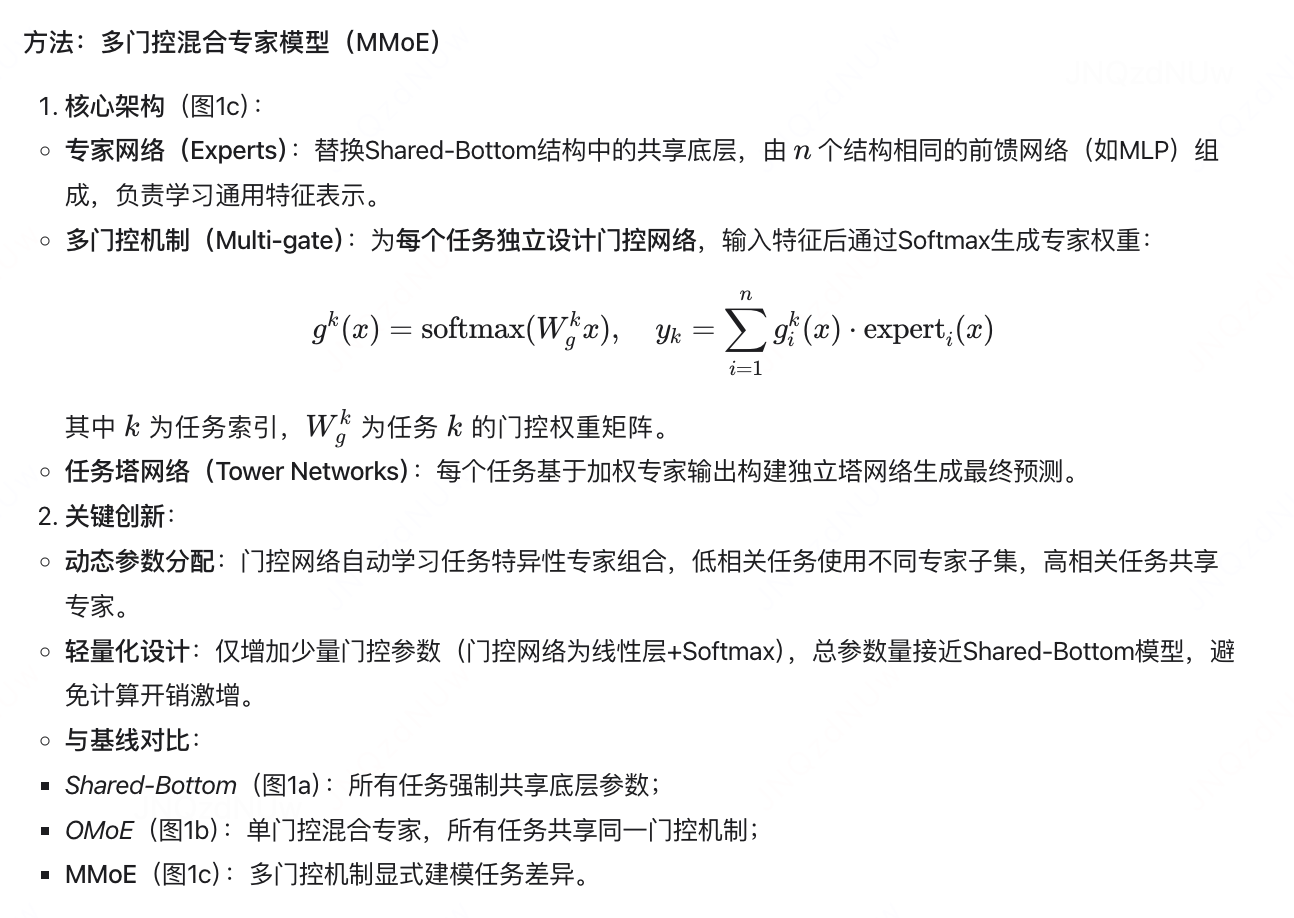 方法：多门控混合专家模型（MMoE）
1. 核心架构（图1c）：
○ 专家网络（Experts）：替换Shared-Bottom结构中的共享底层，由 n 个结构相同的前馈网络（如MLP）组
成，负责学习通用特征表示。
○ 多门控机制（Multi-gate）：为每个任务独立设计门控网络，输入特征后通过Softmax生成专家权重：
$g^k(x) = \text{softmax}(W_g^k x), \quad y_k = \sum_{i=1}^{n} g_i^k(x) \cdot \text{expert}_i(x)$
其中 k 为任务索引，$W_g^k$ 为任务 k 的门控权重矩阵。
○ 任务塔网络（Tower Networks）：每个任务基于加权专家输出构建独立塔网络生成最终预测。
2. 关键创新：
○ 动态参数分配：门控网络自动学习任务特异性专家组合，低相关任务使用不同专家子集，高相关任务共享
专家。
○ 轻量化设计：仅增加少量门控参数（门控网络为线性层+Softmax），总参数量接近Shared-Bottom模型，避
免计算开销激增。
○ 与基线对比：
▪ Shared-Bottom（图1a）：所有任务强制共享底层参数；
▪ OMoE（图1b）：单门控混合专家，所有任务共享同一门控机制；
▪ MMoE（图1c）：多门控机制显式建模任务差异。